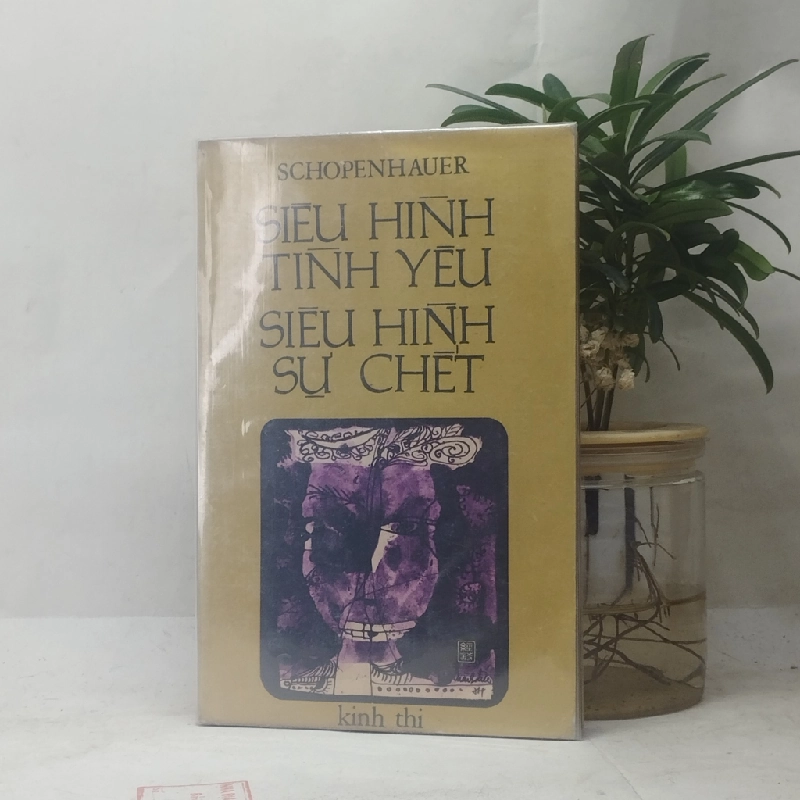 SCHOPENHAUER
SIÊU HÌNH
TÌNH YÊU
SIÊU HÌNH
SỰ CHẾT
kinh thi